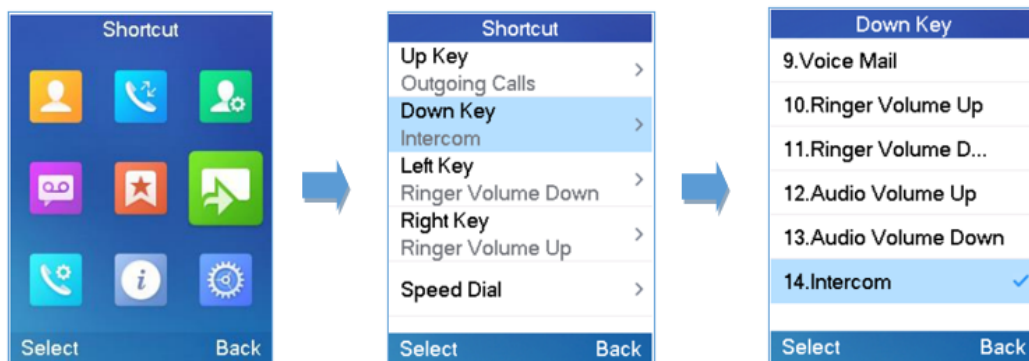 Shortcut
Select
Back
Shortcut
Up Key
Outgoing Calls
Down Key
Intercom
Left Key
Ringer Volume Down
Right Key
Ringer Volume Up
Speed Dial
Select
Back
Down Key
9.Voice Mail
10.Ringer Volume Up
11.Ringer Volume D...
12.Audio Volume Up
13.Audio Volume Down
14.Intercom
Select
Back